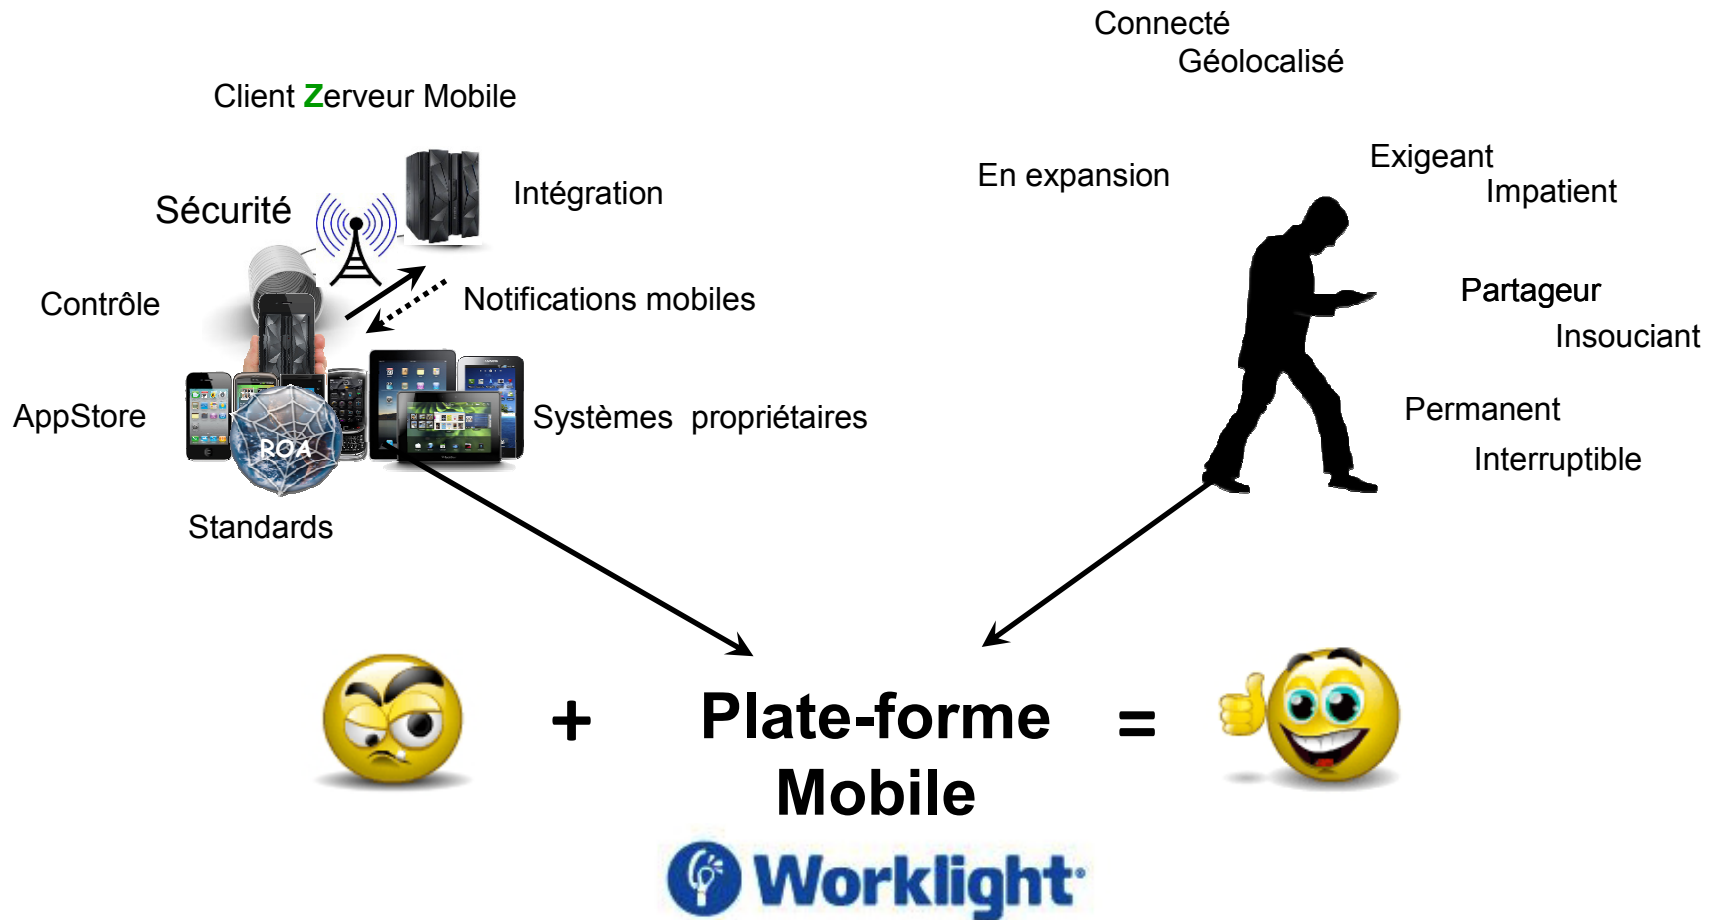 Connecté
Géolocalisé
Client Zerveur Mobile
Exigeant
En expansion
Impatient
Intégration
Sécurité
Partageur
Notifications mobiles
Contrôle
Insouciant
Permanent
AppStore
Systèmes propriétaires
ROA
Interruptible
Standards
+ Plate-forme =
Mobile
Worklight